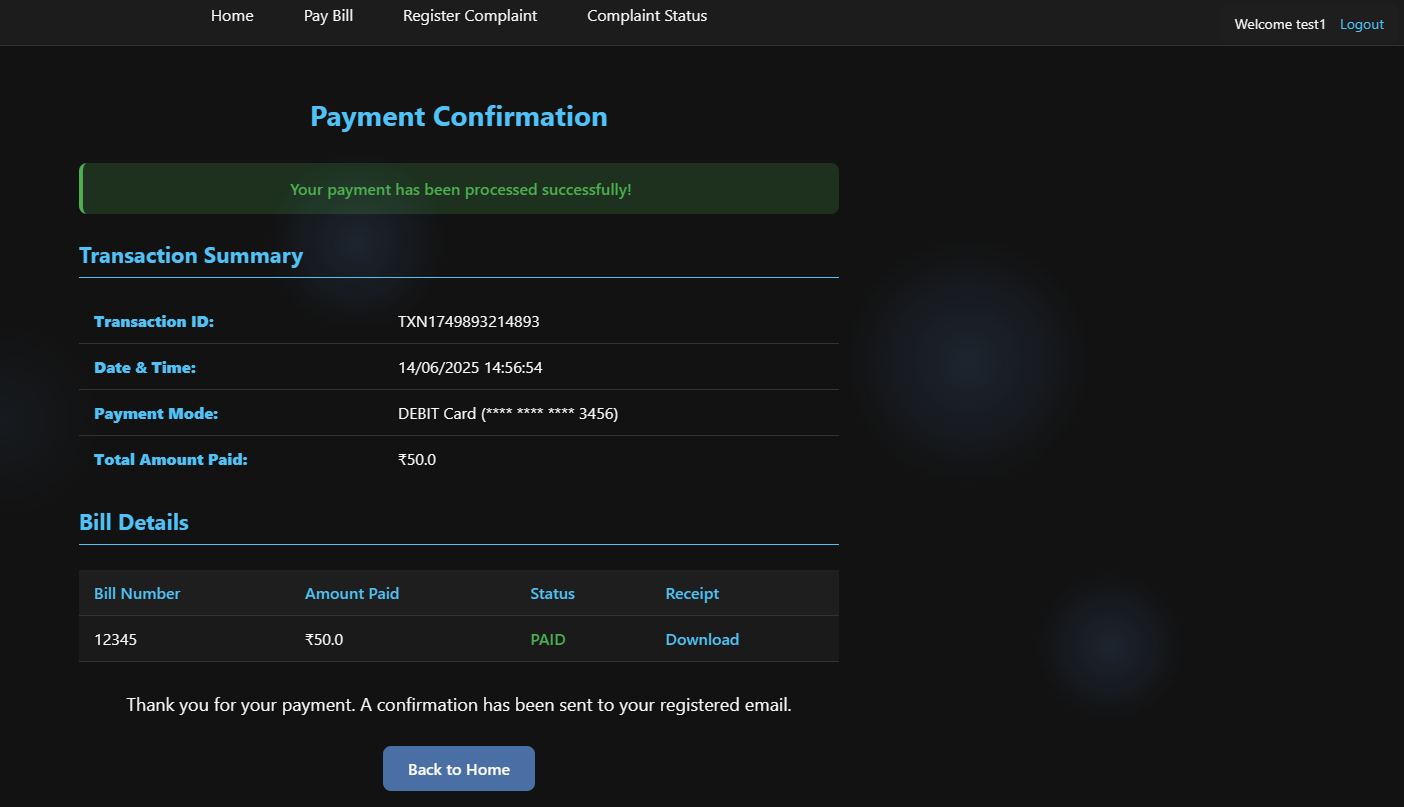 Home Pay Bill Register Complaint Complaint Status
Welcome test1 Logout
Payment Confirmation
Your payment has been processed successfully!
Transaction Summary
Transaction ID: TXN1749893214893
Date & Time: 14/06/2025 14:56:54
Payment Mode: DEBIT Card (**** **** **** 3456)
Total Amount Paid: ₹50.0
Bill Details
Bill Number Amount Paid Status Receipt
12345 ₹50.0 PAID Download
Thank you for your payment. A confirmation has been sent to your registered email.
Back to Home